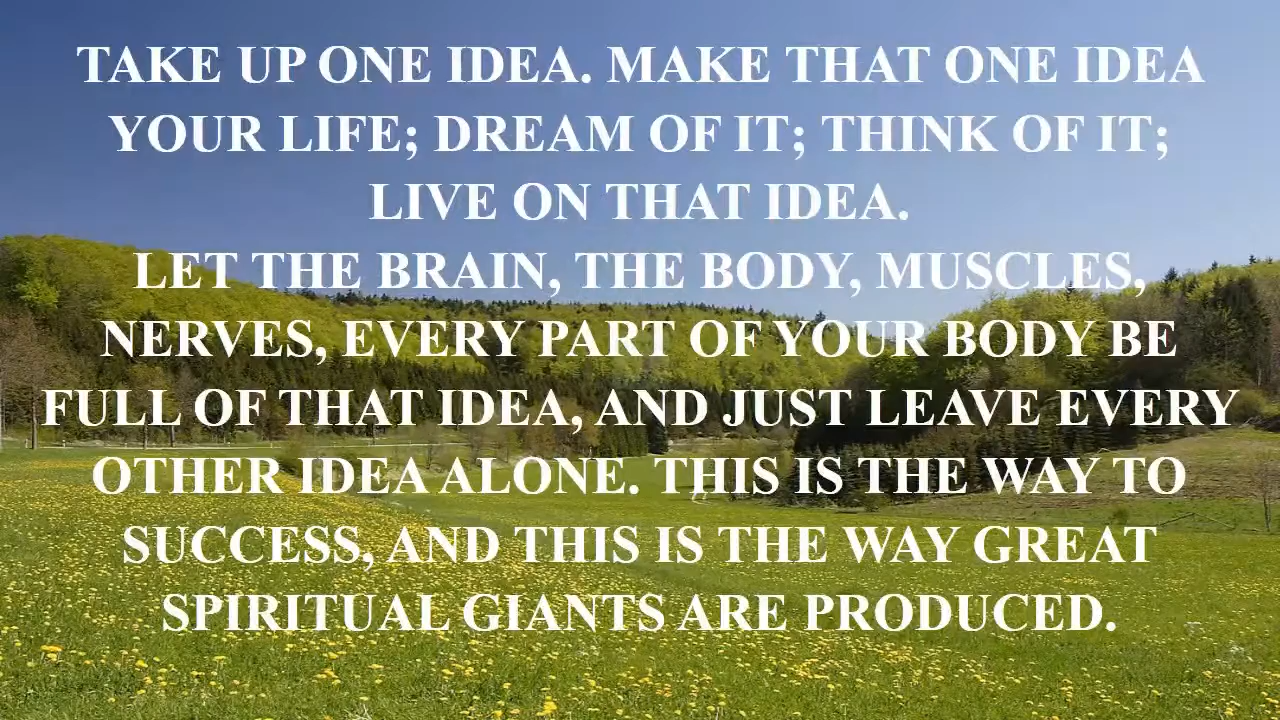 TAKE UP ONE IDEA. MAKE THAT ONE IDEA
YOUR LIFE; DREAM OF IT; THINK OF IT;
LIVE ON THAT IDEA.
LET THE BRAIN, THE BODY, MUSCLES,
NERVES, EVERY PART OF YOUR BODY BE
FULL OF THAT IDEA, AND JUST LEAVE EVERY
OTHER IDEA ALONE. THIS IS THE WAY TO
SUCCESS, AND THIS IS THE WAY GREAT
SPIRITUAL GIANTS ARE PRODUCED.